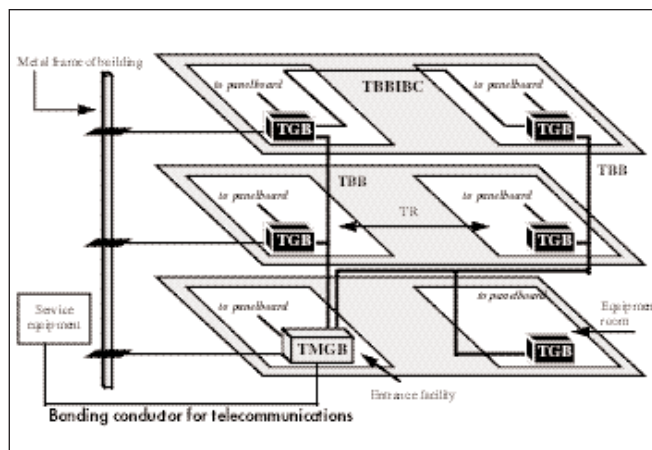 Metal frame of building
to panelboard
TBBIBC
to panelboard
TGB
TGB
TBB
TBB
to panelboard
to panelboard
TR
TGB
TGB
to panelboard
to panelboard
Service
equipment
Equipment
room
TMGB
TGB
Entrance facility
Bonding conductor for telecommunications